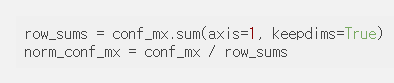 row_sums = conf_mx.sum(axis=1, keepdims=True)
norm_conf_mx = conf_mx / row_sums